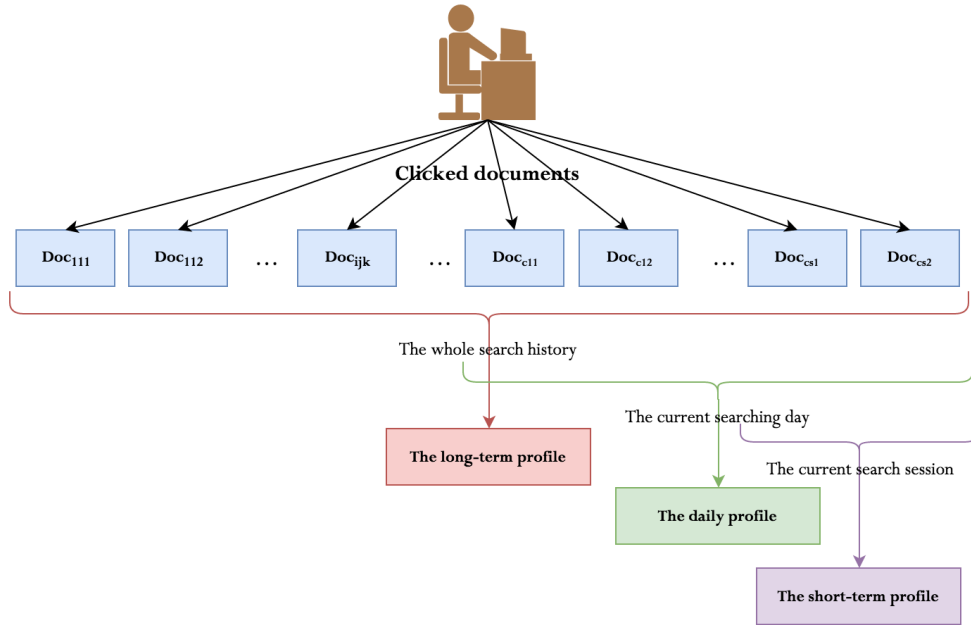 Clicked documents
Doc111 Doc112 ... Docijk ... Docc11 Docc12 ... Doccs1 Doccs2
The whole search history
The current searching day
The long-term profile
The current search session
The daily profile
The short-term profile